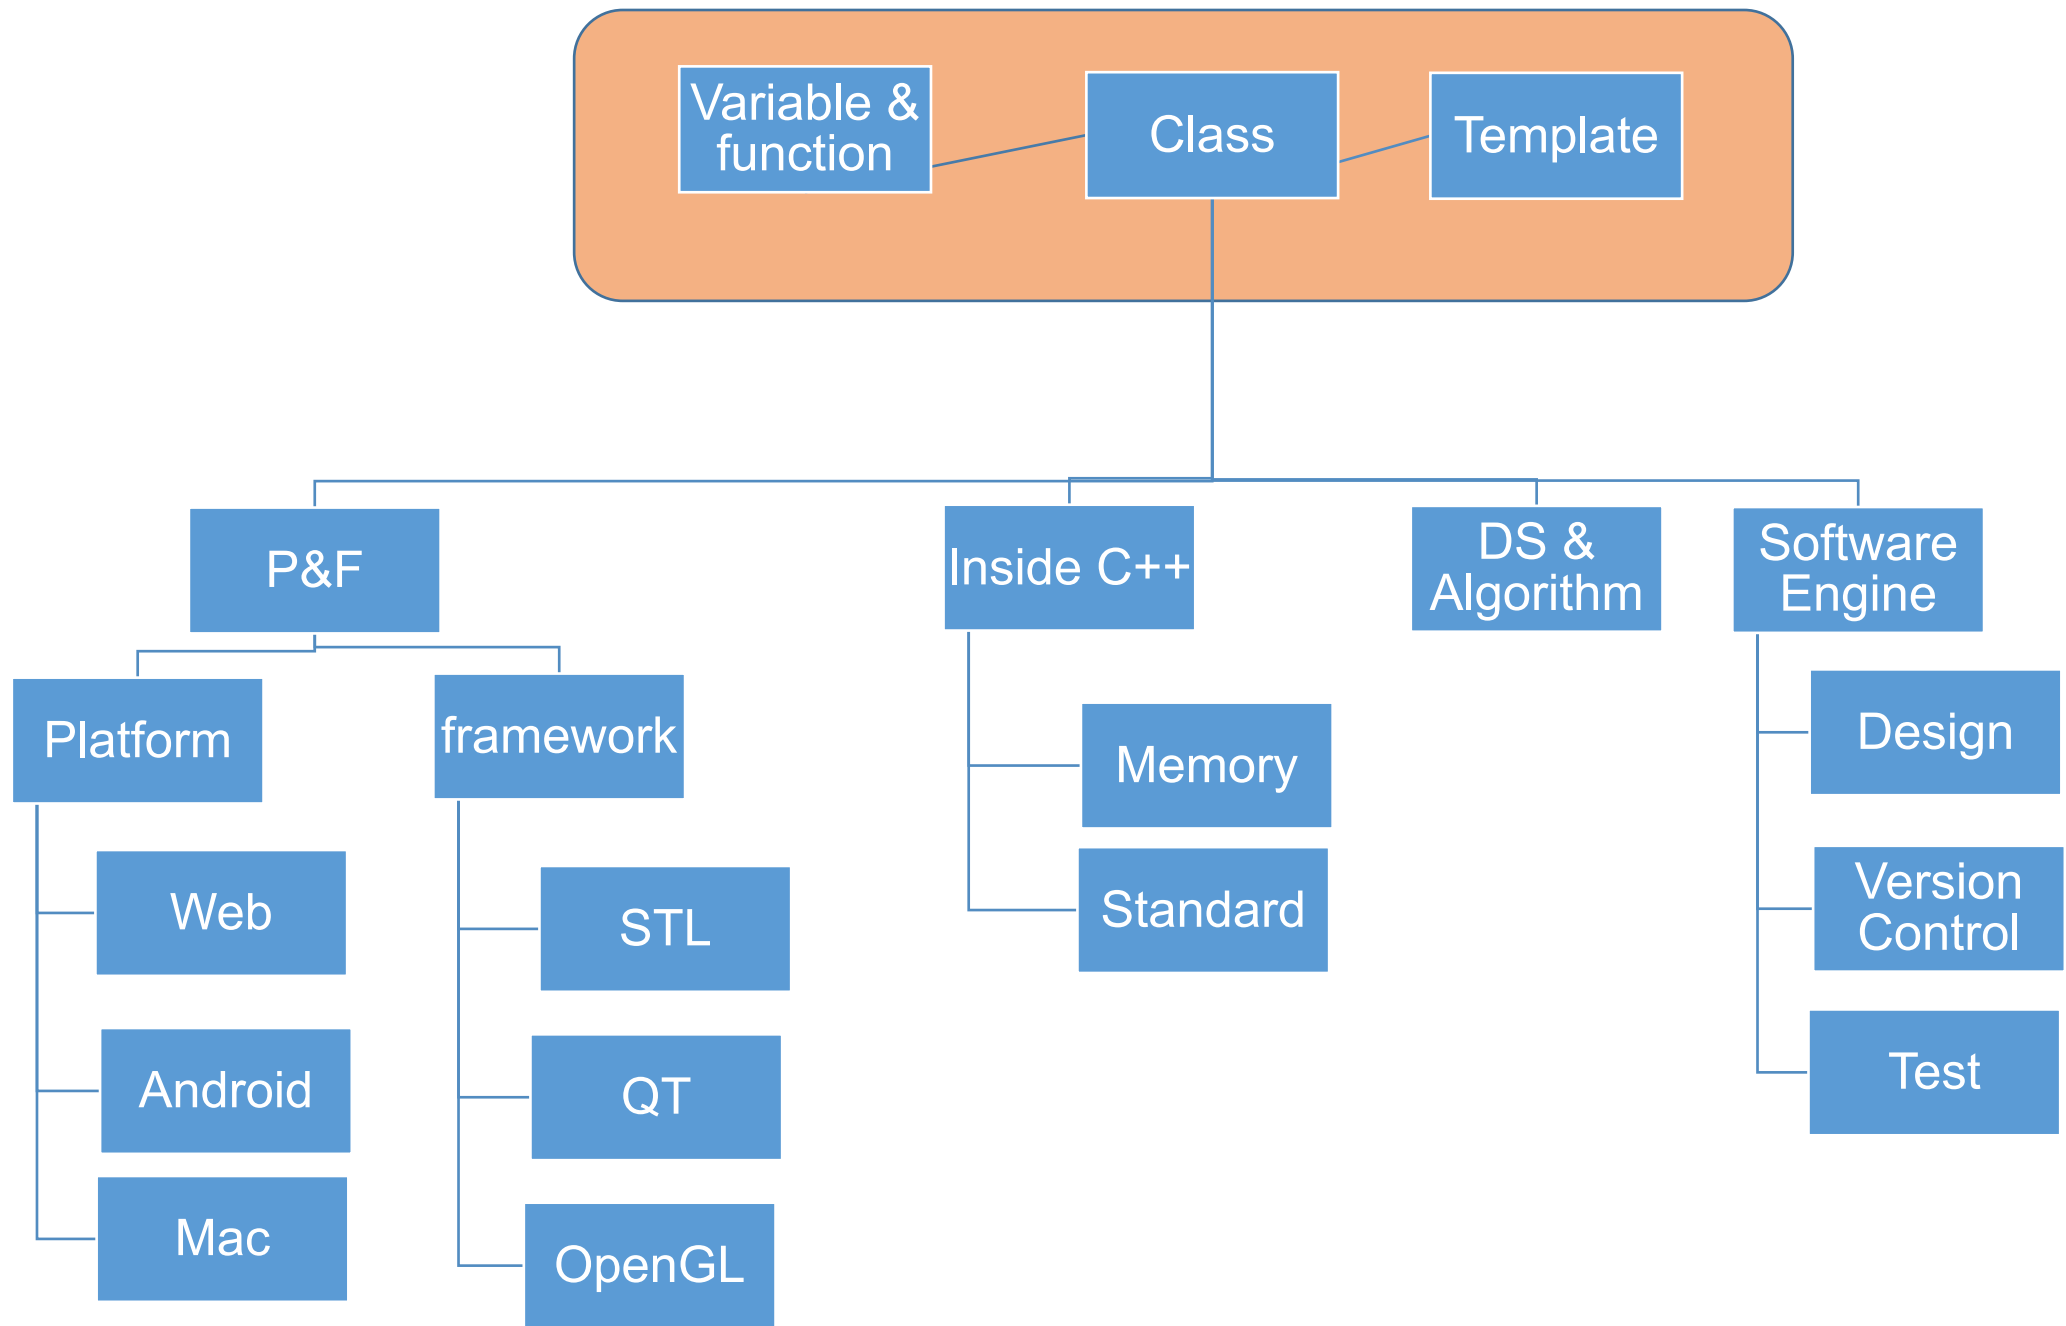 Variable &
function
Class
Template
P&F
Inside C++
DS &
Algorithm
Software
Engine
Platform
framework
Memory
Design
Web
STL
Standard
Version
Control
Android
QT
Test
Mac
OpenGL